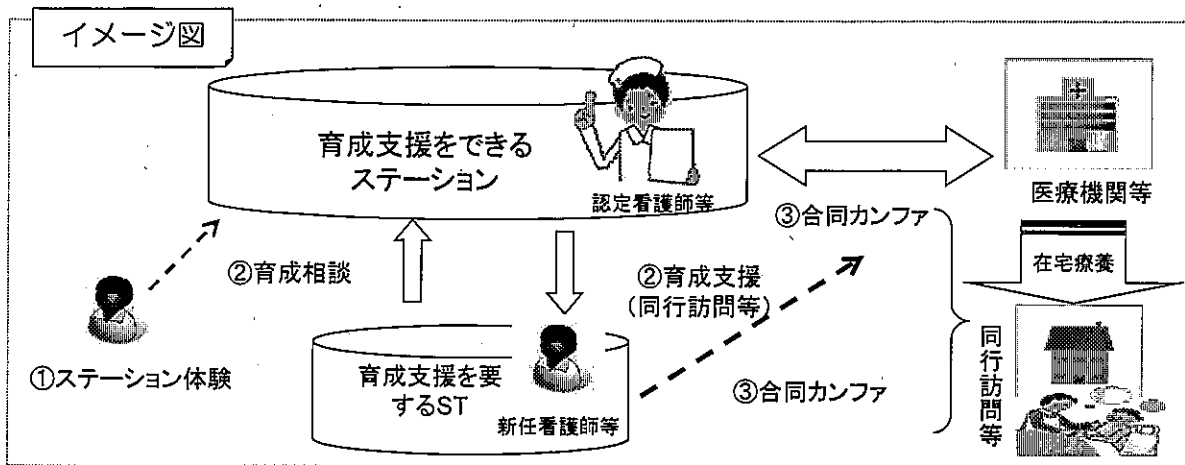 イメージ図
育成支援をできる
ステーション
認定看護師等
医療機関等
③合同カンファ
在宅療養
②育成相談
②育成支援
(同行訪問等)
①ステーション体験
育成支援を要
するST
新任看護師等
③合同カンファ
同行訪問等